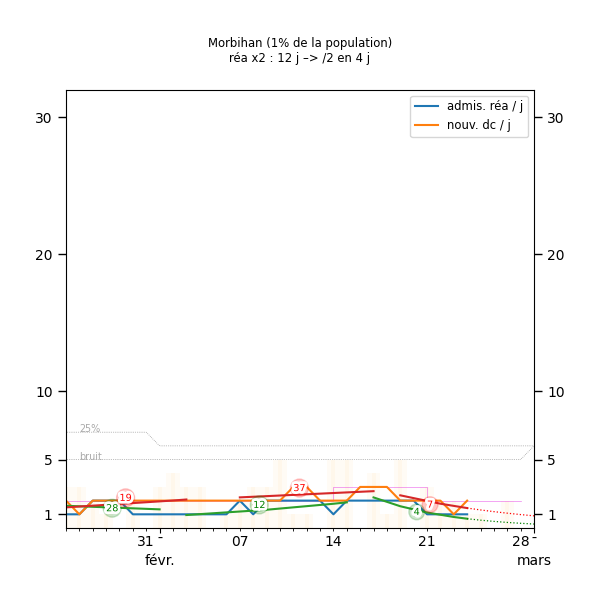 Morbihan (1% de la population)
réa x2 : 12 j –> /2 en 4 j
admis. réa / j
nouv. dc / j
30 30
20 20
10 10
25%
5 5
bruit
19 37 7
28 12 4
1 1
31 - 07 14 21 28 -
févr. mars